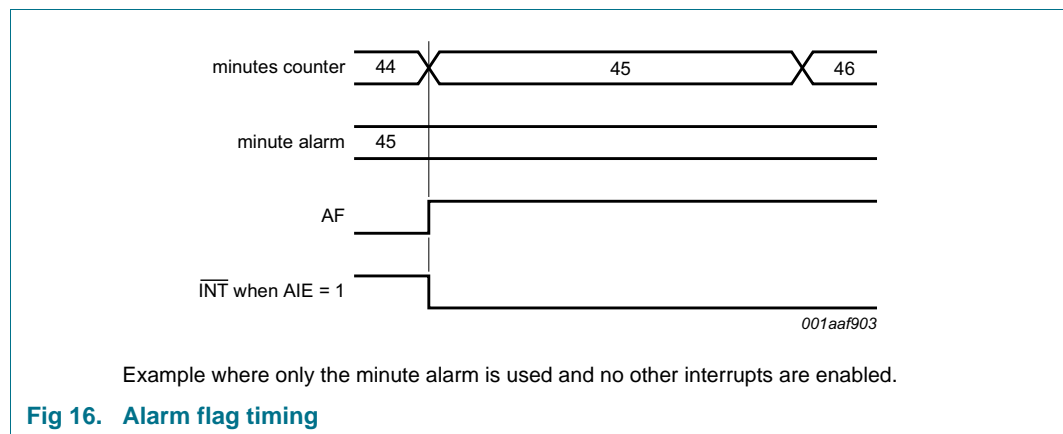 minutes counter 44 45 46
minute alarm 45
AF
INT when AIE = 1
001aaf903
Example where only the minute alarm is used and no other interrupts are enabled.
Fig 16. Alarm flag timing